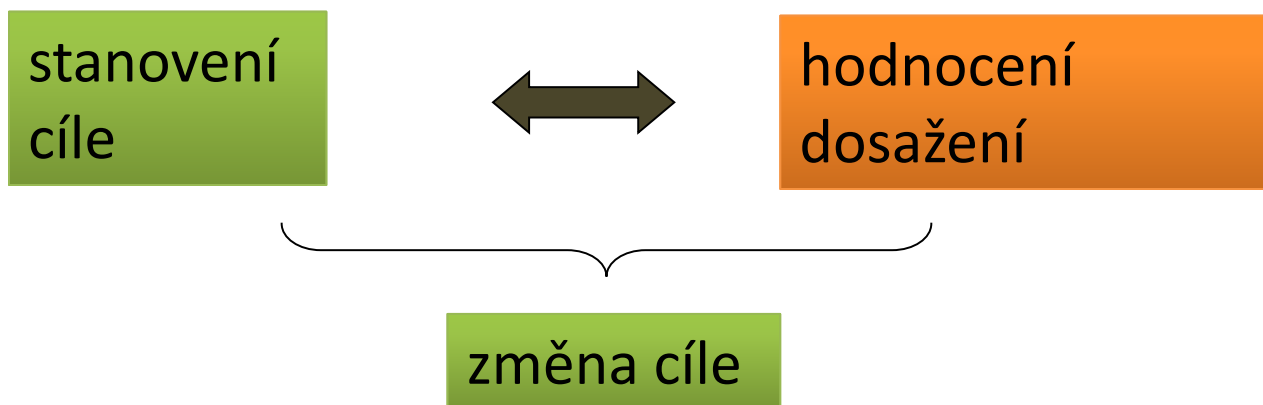 stanovení
cíle
hodnocení
dosažení
změna cíle